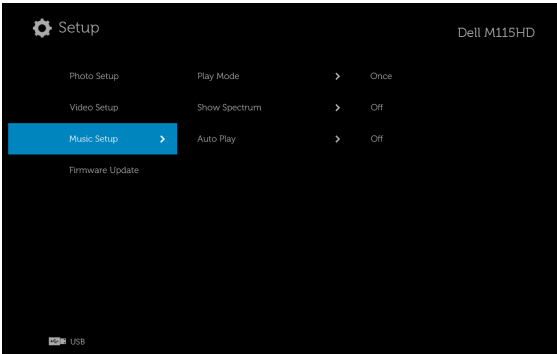 Setup
Dell M115HD
Photo Setup Play Mode > Once
Video Setup Show Spectrum > Off
Music Setup > Auto Play > Off
Firmware Update
USB